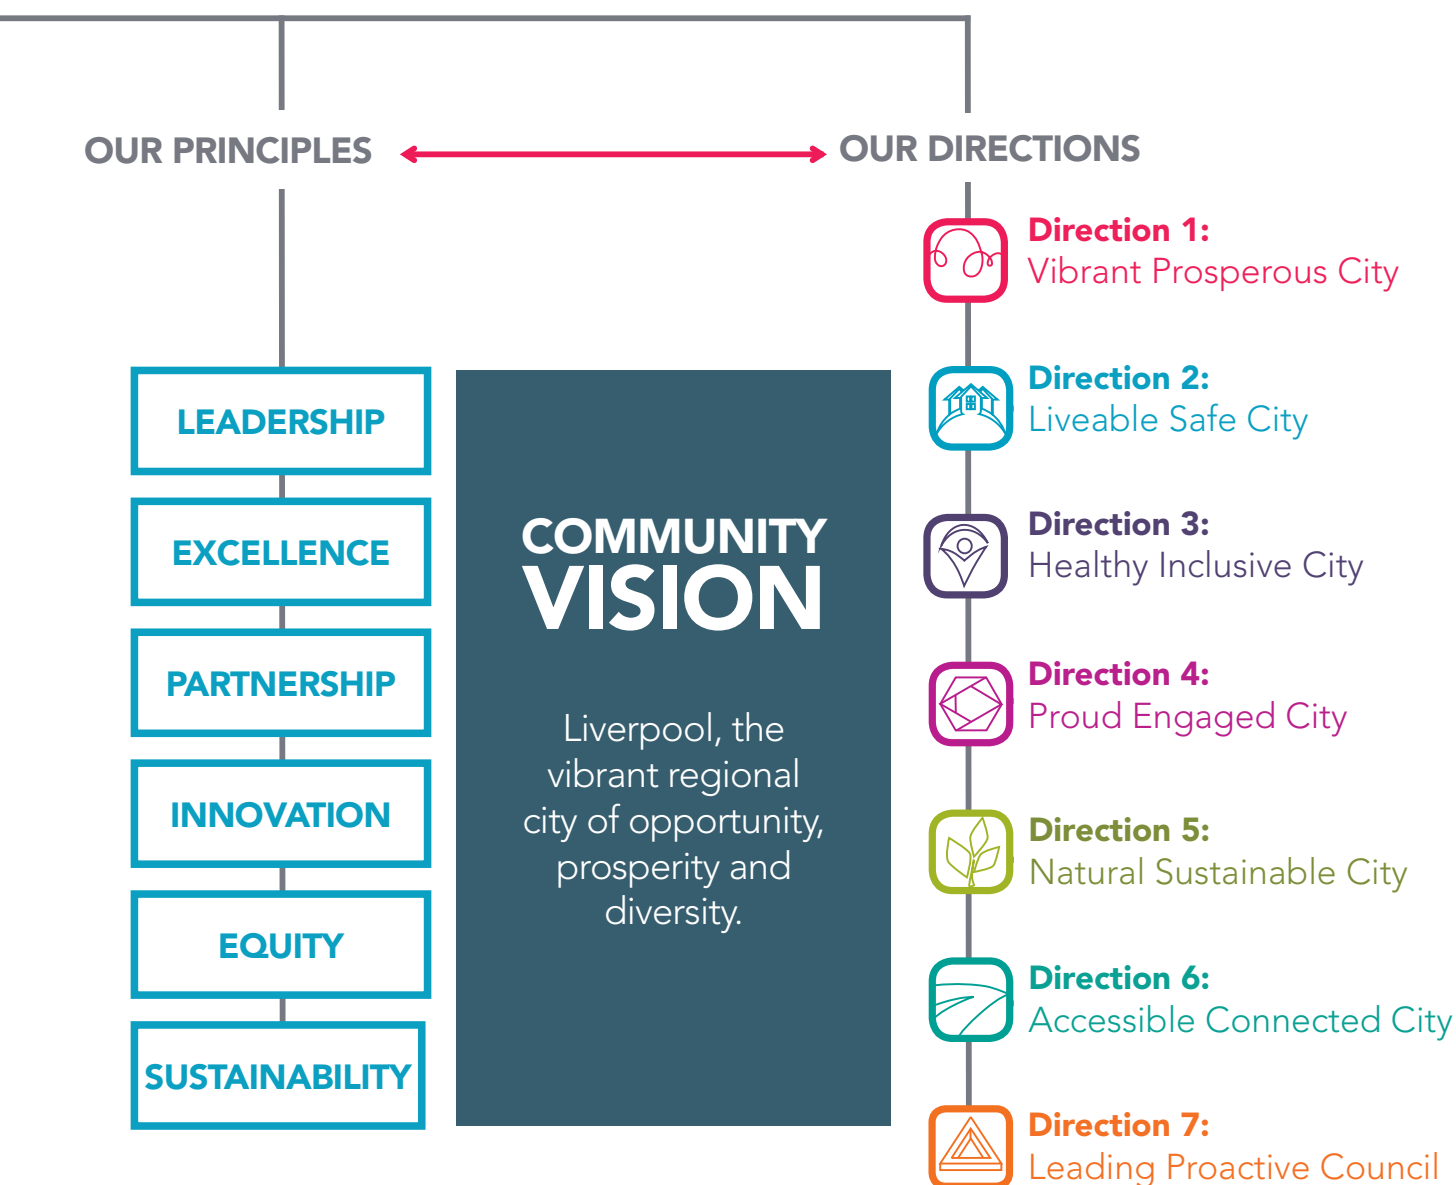 OUR PRINCIPLES
OUR DIRECTIONS
LEADERSHIP
EXCELLENCE
PARTNERSHIP
INNOVATION
EQUITY
SUSTAINABILITY
COMMUNITY
VISION
Liverpool, the
vibrant regional
city of opportunity,
prosperity and
diversity.
Direction 1:
Vibrant Prosperous City
Direction 2:
Liveable Safe City
Direction 3:
Healthy Inclusive City
Direction 4:
Proud Engaged City
Direction 5:
Natural Sustainable City
Direction 6:
Accessible Connected City
Direction 7:
Leading Proactive Council